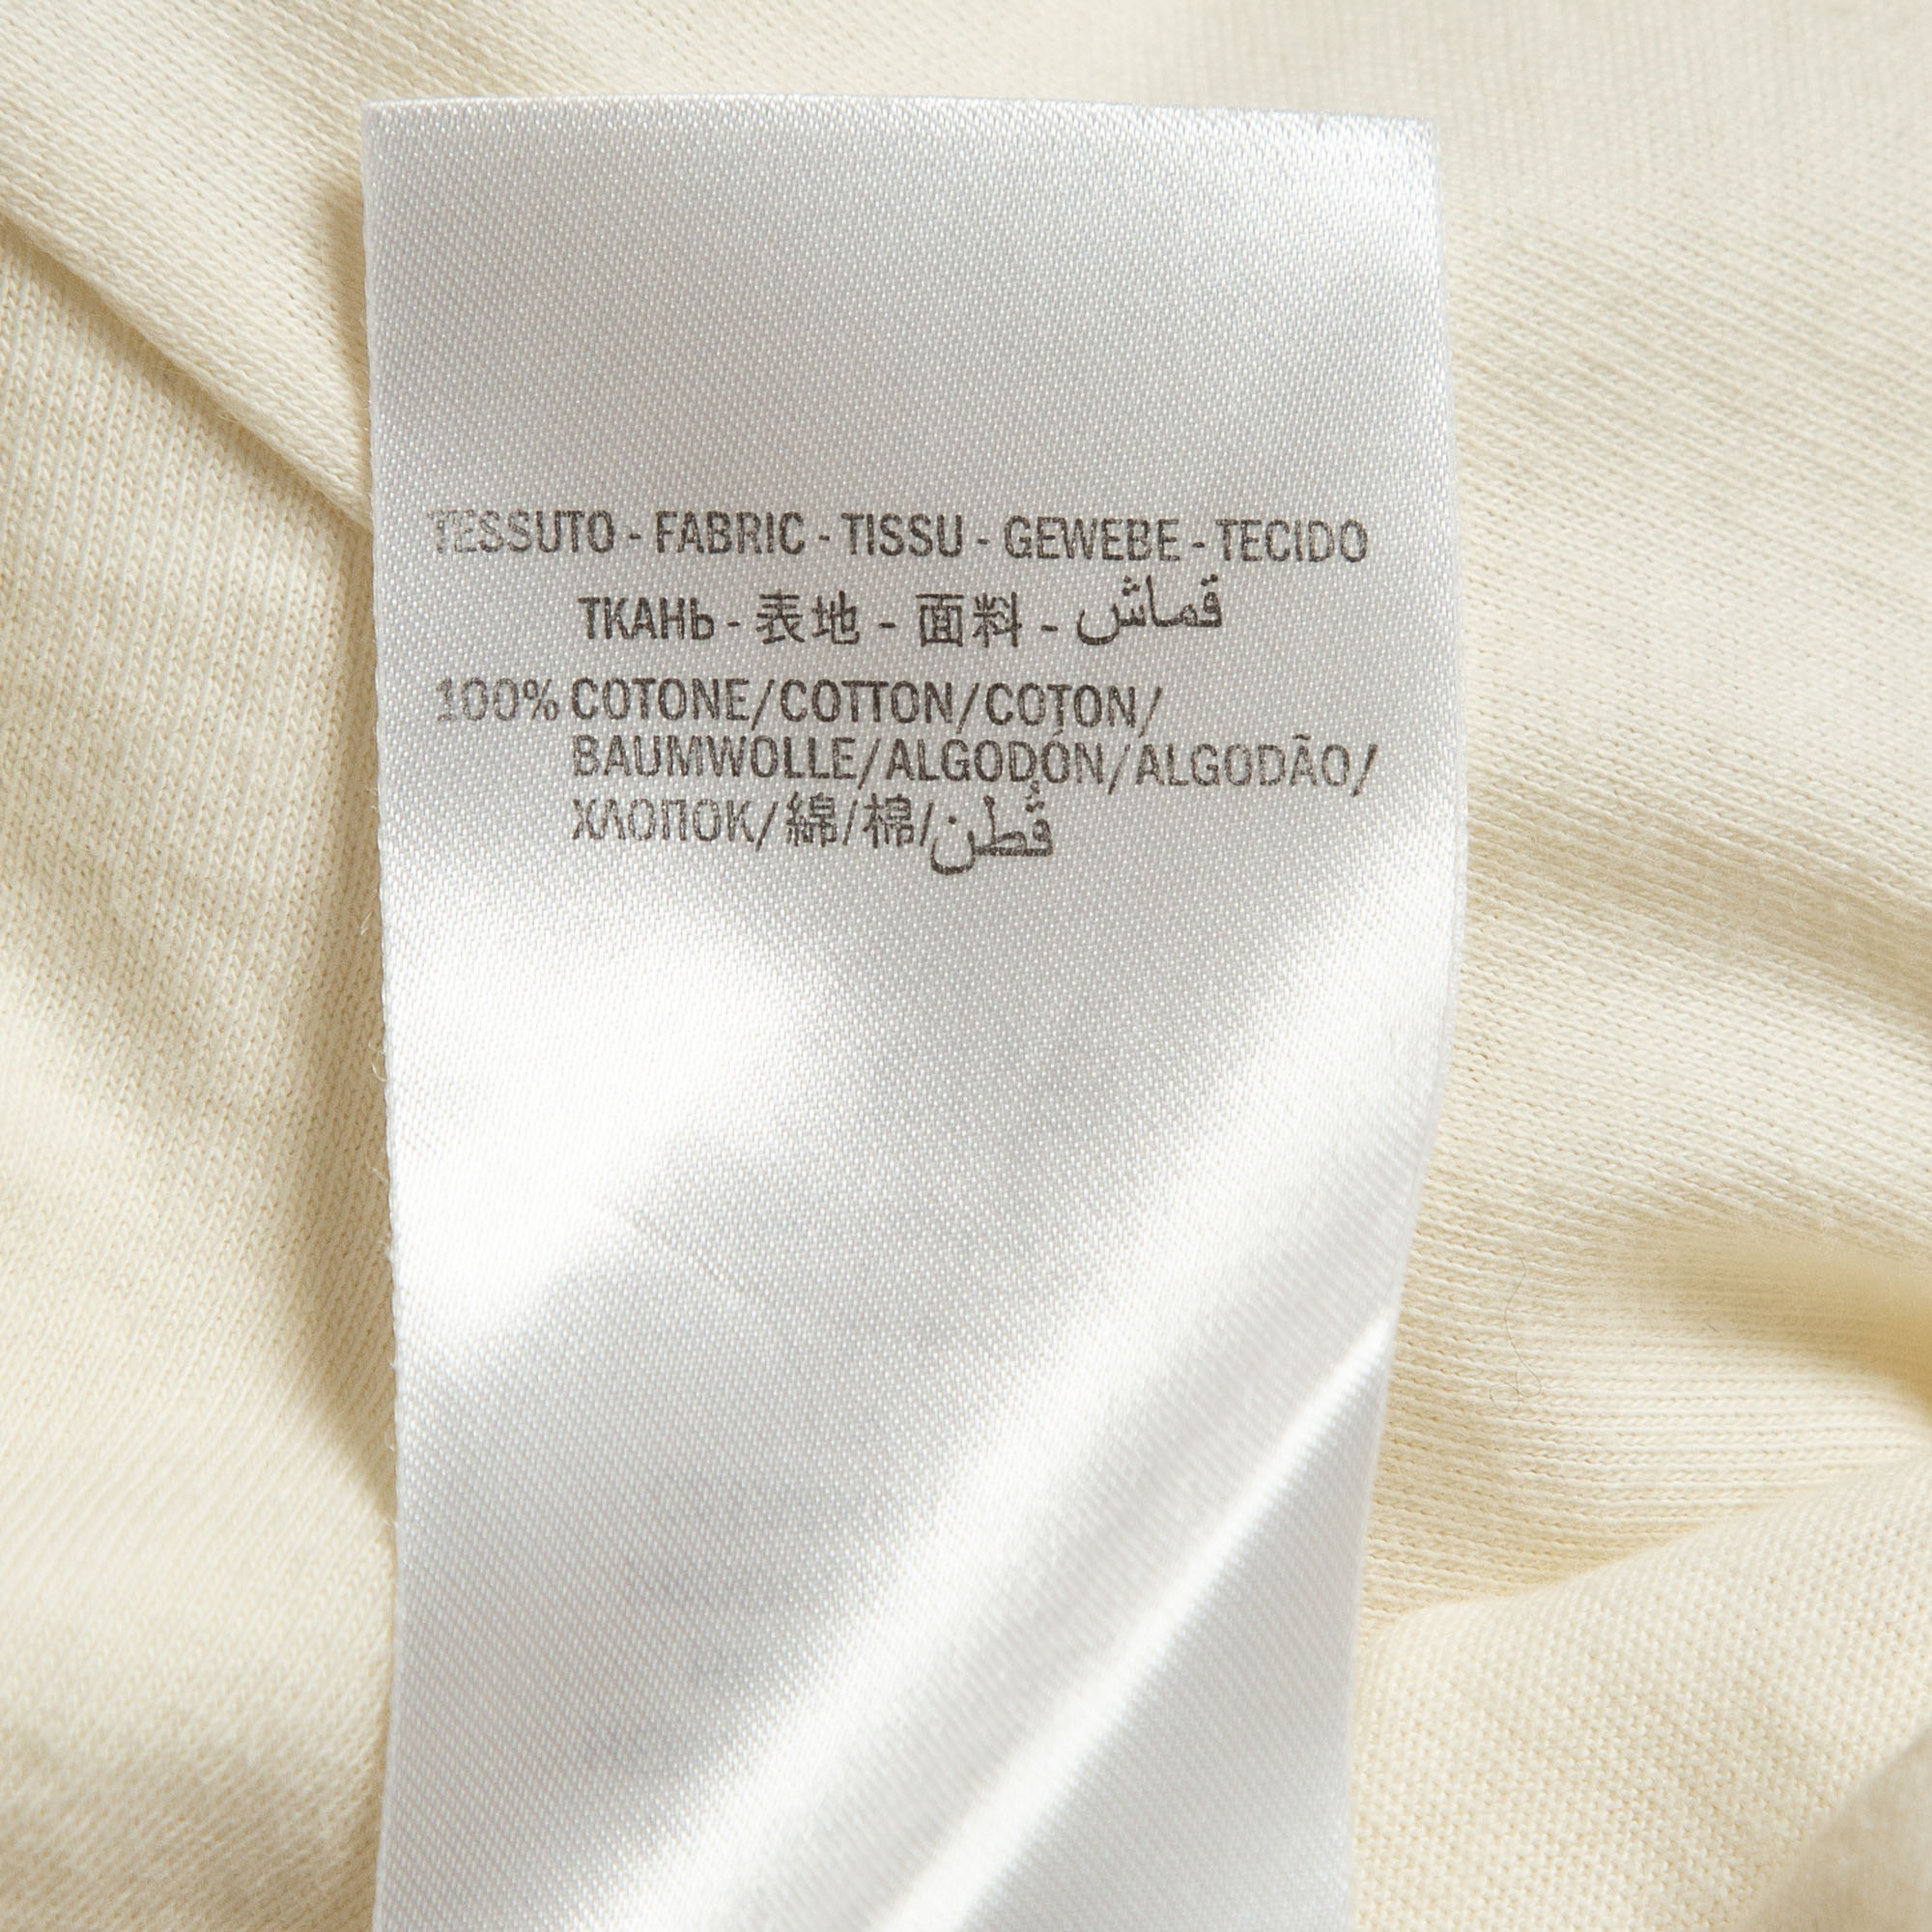 TESSUTO - FABRIC - TISSU - GEWEBE - TECIDO
ТКАНЬ - 表地 - 面料 - قماش
100% COTONE/COTTON/COTON/
BAUMWOLLE/ALGODÓN/ALGODÃO/
ХЛОПОК/綿/棉/قُطن